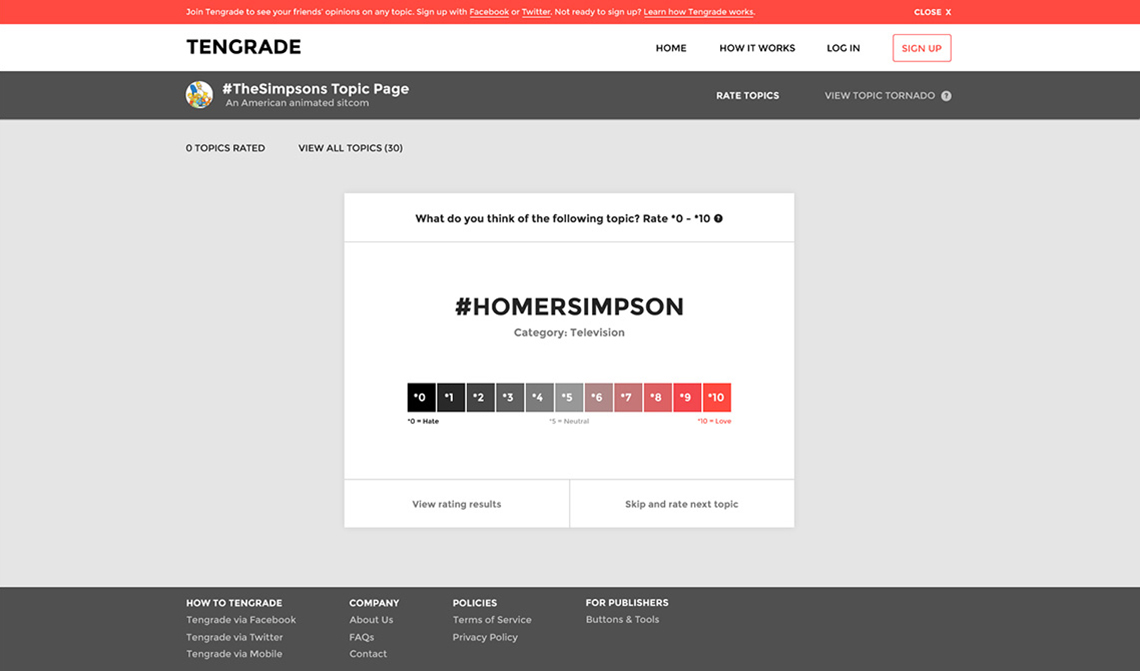 Join Tengrade to see your friends' opinions on any topic. Sign up with Facebook or Twitter. Not ready to sign up? Learn how Tengrade works.
CLOSE X
TENGRADE
HOME
HOW IT WORKS
LOG IN
SIGN UP
#TheSimpsons Topic Page
An American animated sitcom
RATE TOPICS
VIEW TOPIC TORNADO ?
0 TOPICS RATED
VIEW ALL TOPICS (30)
What do you think of the following topic? Rate *0 - *10 ?
#HOMERSIMPSON
Category: Television
*0 *1 *2 *3 *4 *5 *6 *7 *8 *9 *10
*0 = Hate
*5 = Neutral
*10 = Love
View rating results
Skip and rate next topic
HOW TO TENGRADE
Tengrade via Facebook
Tengrade via Twitter
Tengrade via Mobile
COMPANY
About Us
FAQs
Contact
POLICIES
Terms of Service
Privacy Policy
FOR PUBLISHERS
Buttons & Tools